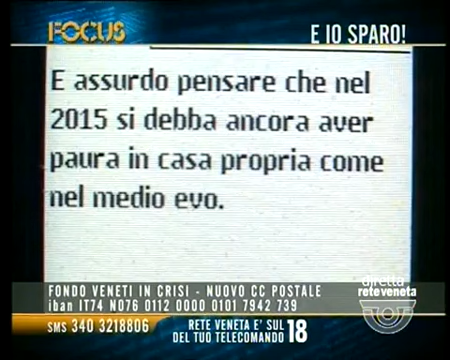 FOCUS
E IO SPARO!
E assurdo pensare che nel
2015 si debba ancora aver
paura in casa propria come
nel medio evo.
FONDO VENETI IN CRISI - NUOVO CC POSTALE
iban IT74 N076 0112 0000 0101 7942 739
diretta
reteveneta
SMS 340 3218806
RETE VENETA E' SUL
DEL TUO TELECOMANDO 18